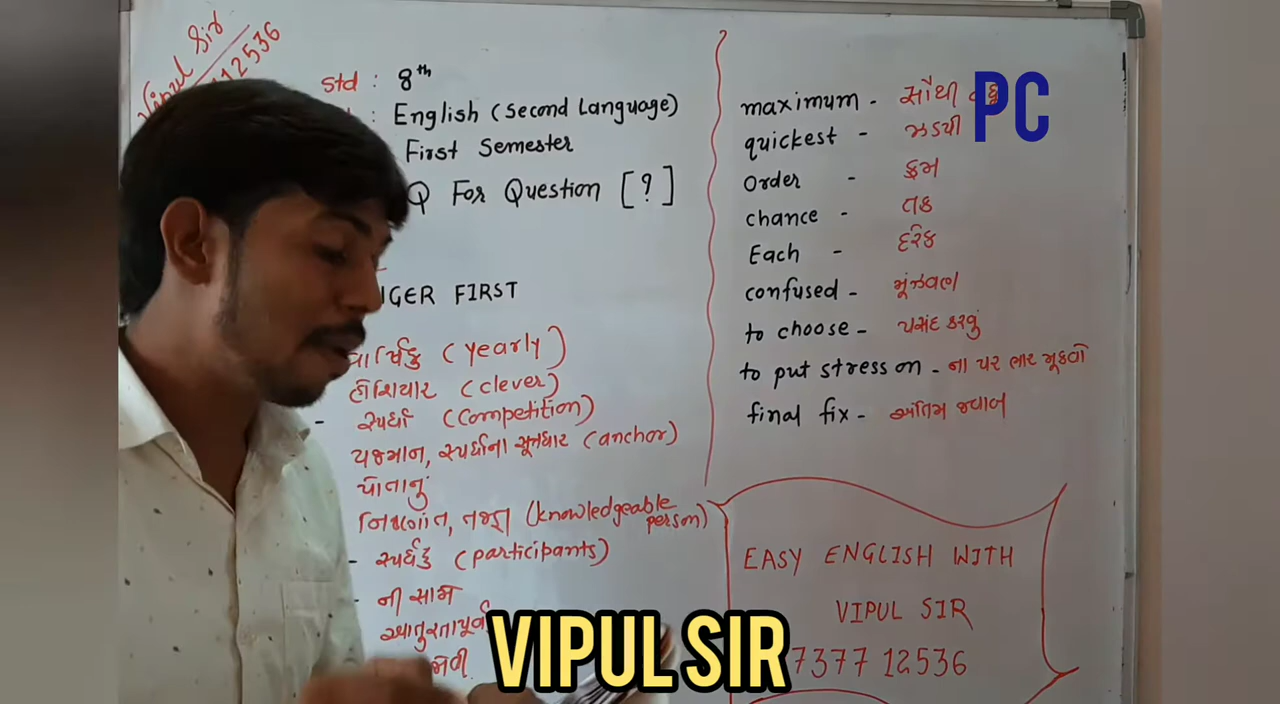 Vipul Sir
12536
Std : 8th
: English (Second Language)
First Semester
Q For Question [?]
GER FIRST
વાર્ષિક (yearly)
હોંશિયાર (clever)
- સ્પર્ધા (competition)
યજમાન, સ્પર્ધાના સૂત્રધાર (anchor)
પોતાનું
નિષ્ણાંત, તજજ્ઞ (knowledgeable person)
- સ્પર્ધક (participants)
- ની સામે
maximum - સૌથી
quickest - ઝડપી
Order - ક્રમ
chance - તક
Each - દરેક
confused - મૂંઝવણ
to choose - પસંદ કરવું
to put stress on - ના પર ભાર મૂકવો
final fix - અંતિમ જવાબ
EASY ENGLISH WITH
VIPUL SIR
7377 12536
PC
VIPUL SIR